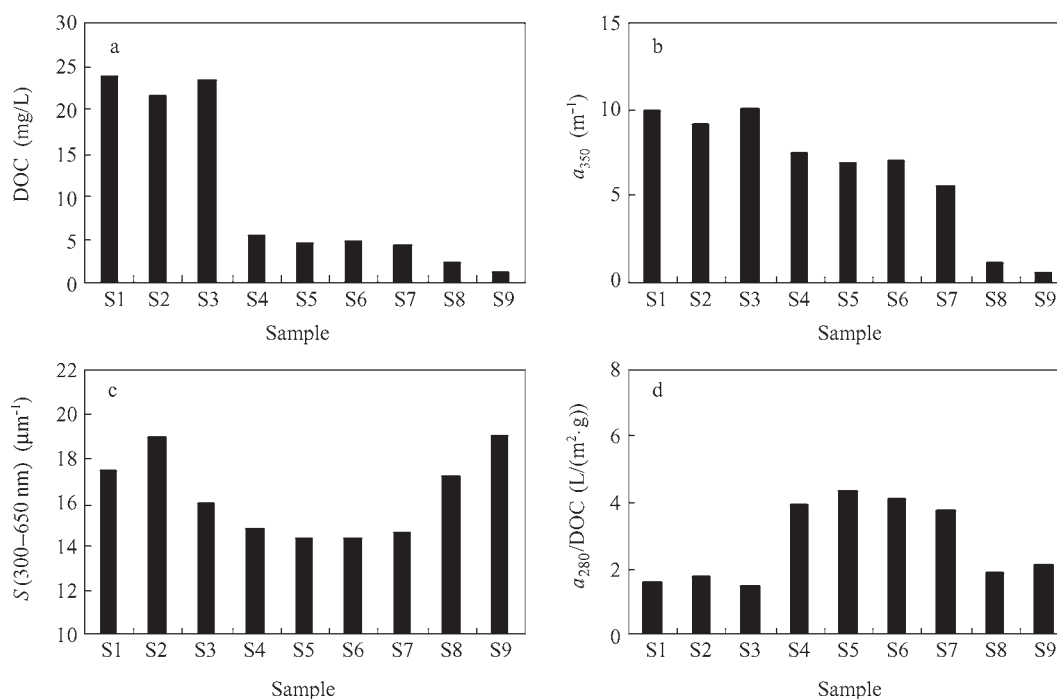 a
DOC (mg/L)
30
25
20
15
10
5
0
S1 S2 S3 S4 S5 S6 S7 S8 S9
Sample
b
a350 (m-1)
15
10
5
0
S1 S2 S3 S4 S5 S6 S7 S8 S9
Sample
c
S (300–650 nm) (μm-1)
22
20
18
16
14
12
10
S1 S2 S3 S4 S5 S6 S7 S8 S9
Sample
d
a280/DOC (L/(m2·g))
8
6
4
2
0
S1 S2 S3 S4 S5 S6 S7 S8 S9
Sample